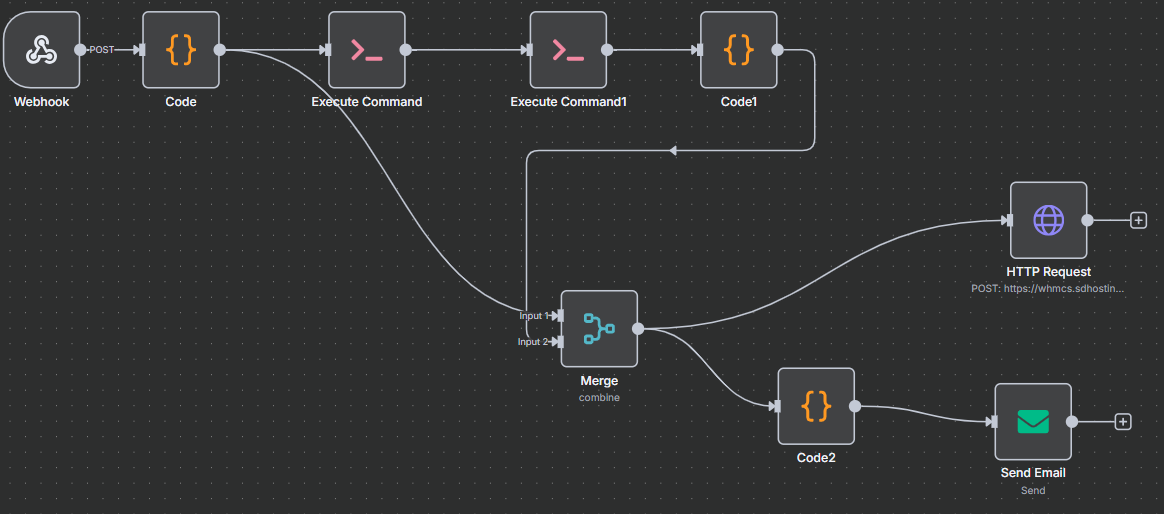 POST
Webhook
Code
Execute Command
Execute Command1
Code1
HTTP Request
POST: https://whmcs.sdhostin...
Input 1
Input 2
Merge
combine
Code2
Send Email
Send